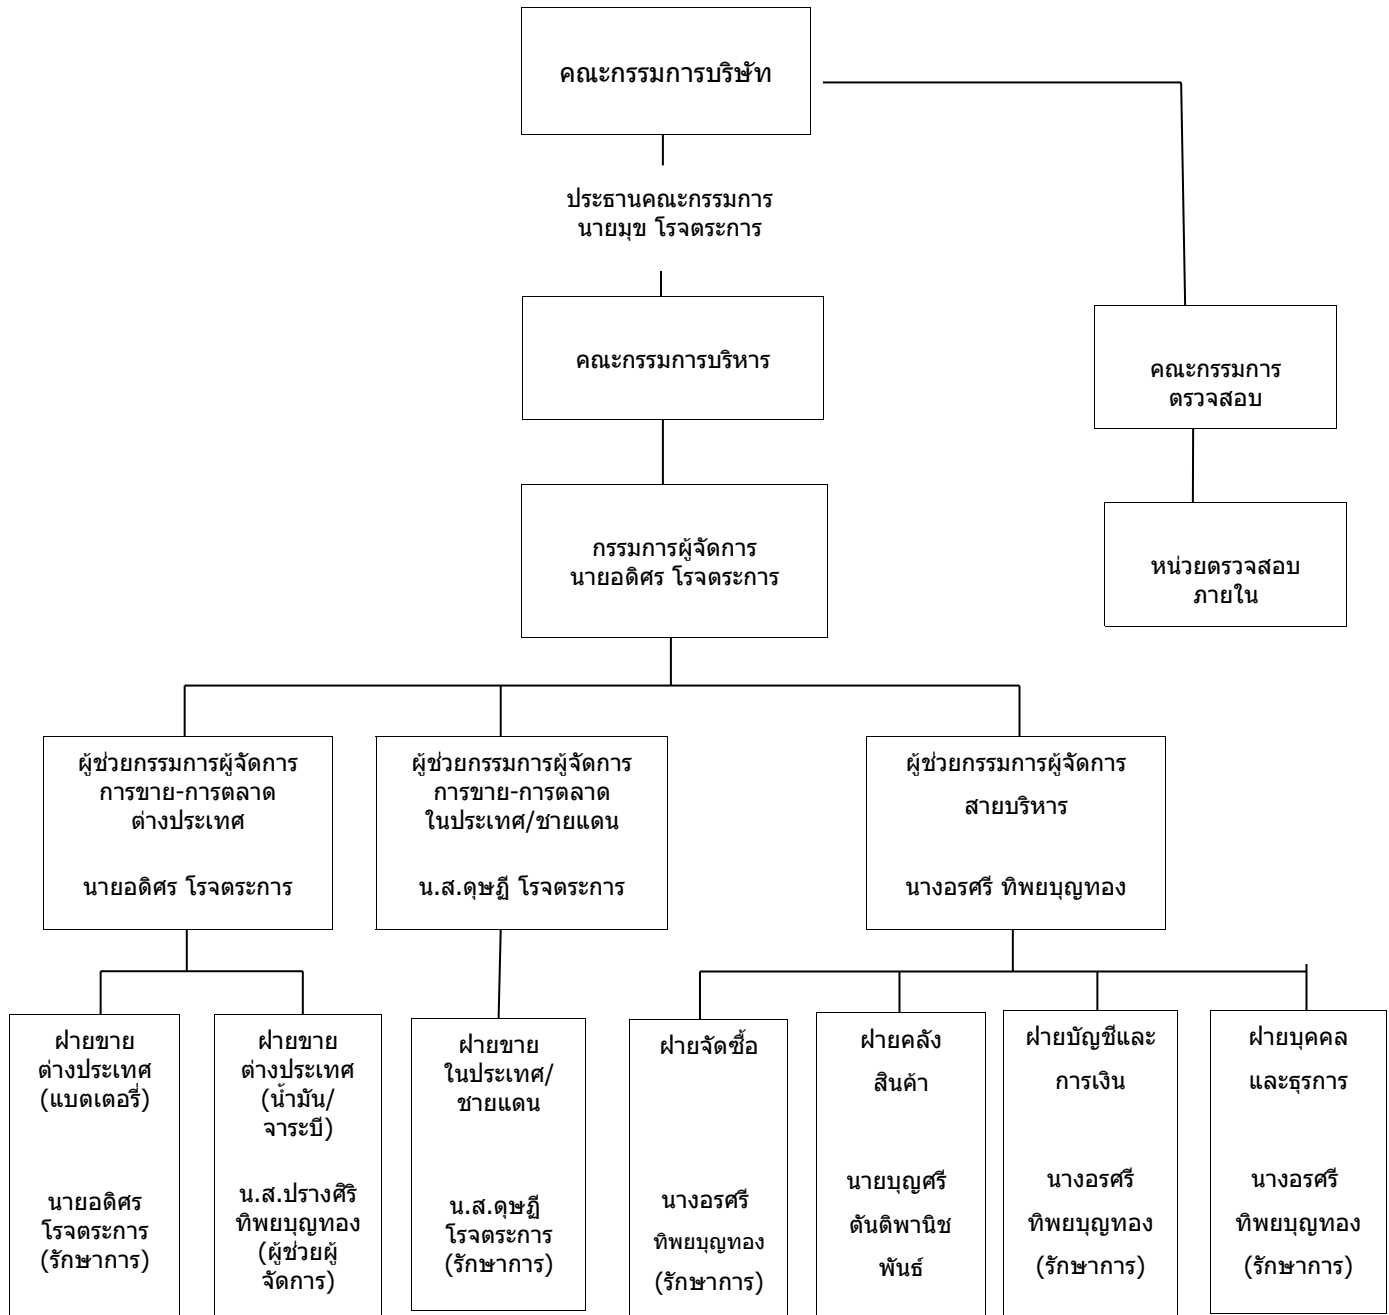 คณะกรรมการบริษัท
ประธานคณะกรรมการ
นายมุข โรจตระการ
คณะกรรมการบริหาร
คณะกรรมการ
ตรวจสอบ
กรรมการผู้จัดการ
นายอดิศร โรจตระการ
หน่วยตรวจสอบ
ภายใน
ผู้ช่วยกรรมการผู้จัดการ
การขาย-การตลาด
ต่างประเทศ
นายอดิศร โรจตระการ
ผู้ช่วยกรรมการผู้จัดการ
การขาย-การตลาด
ในประเทศ/ชายแดน
น.ส.ดุษฎี โรจตระการ
ผู้ช่วยกรรมการผู้จัดการ
สายบริหาร
นางอรศรี ทิพยบุญทอง
ฝ่ายขาย
ต่างประเทศ
(แบตเตอรี่)
นายอดิศร
โรจตระการ
(รักษาการ)
ฝ่ายขาย
ต่างประเทศ
(น้ำมัน/
จาระบี)
น.ส.ปรางศิริ
ทิพยบุญทอง
(ผู้ช่วยผู้
จัดการ)
ฝ่ายขาย
ในประเทศ/
ชายแดน
น.ส.ดุษฎี
โรจตระการ
(รักษาการ)
ฝ่ายจัดซื้อ
นางอรศรี
ทิพยบุญทอง
(รักษาการ)
ฝ่ายคลัง
สินค้า
นายบุญศรี
ตันติพานิช
พันธ์
ฝ่ายบัญชีและ
การเงิน
นางอรศรี
ทิพยบุญทอง
(รักษาการ)
ฝ่ายบุคคล
และธุรการ
นางอรศรี
ทิพยบุญทอง
(รักษาการ)